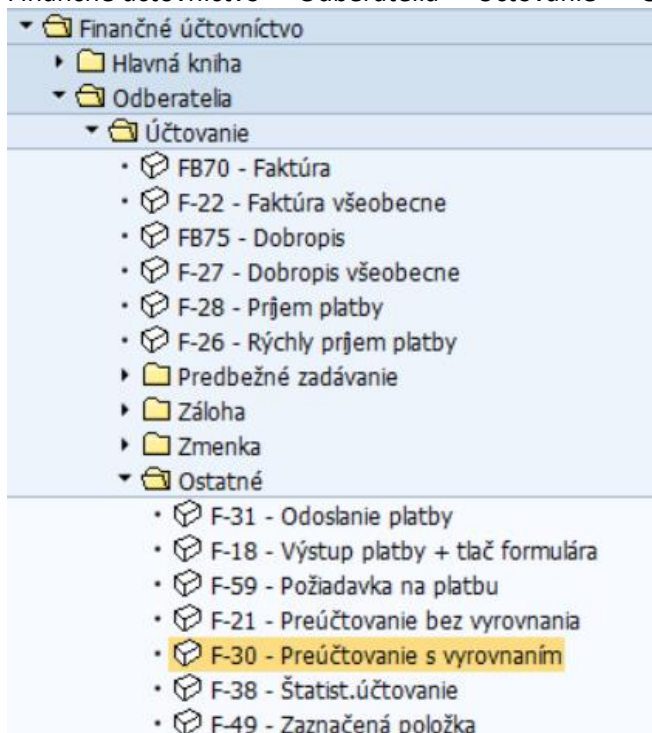 Finančné účtovníctvo
Hlavná kniha
Odberatelia
Účtovanie
FB70 - Faktúra
F-22 - Faktúra všeobecne
FB75 - Dobropis
F-27 - Dobropis všeobecne
F-28 - Príjem platby
F-26 - Rýchly príjem platby
Predbežné zadávanie
Záloha
Zmenka
Ostatné
F-31 - Odoslanie platby
F-18 - Výstup platby + tlač formulára
F-59 - Požiadavka na platbu
F-21 - Preúčtovanie bez vyrovnania
F-30 - Preúčtovanie s vyrovnaním
F-38 - Štatist.účtovanie
F-49 - Zaznačená položka